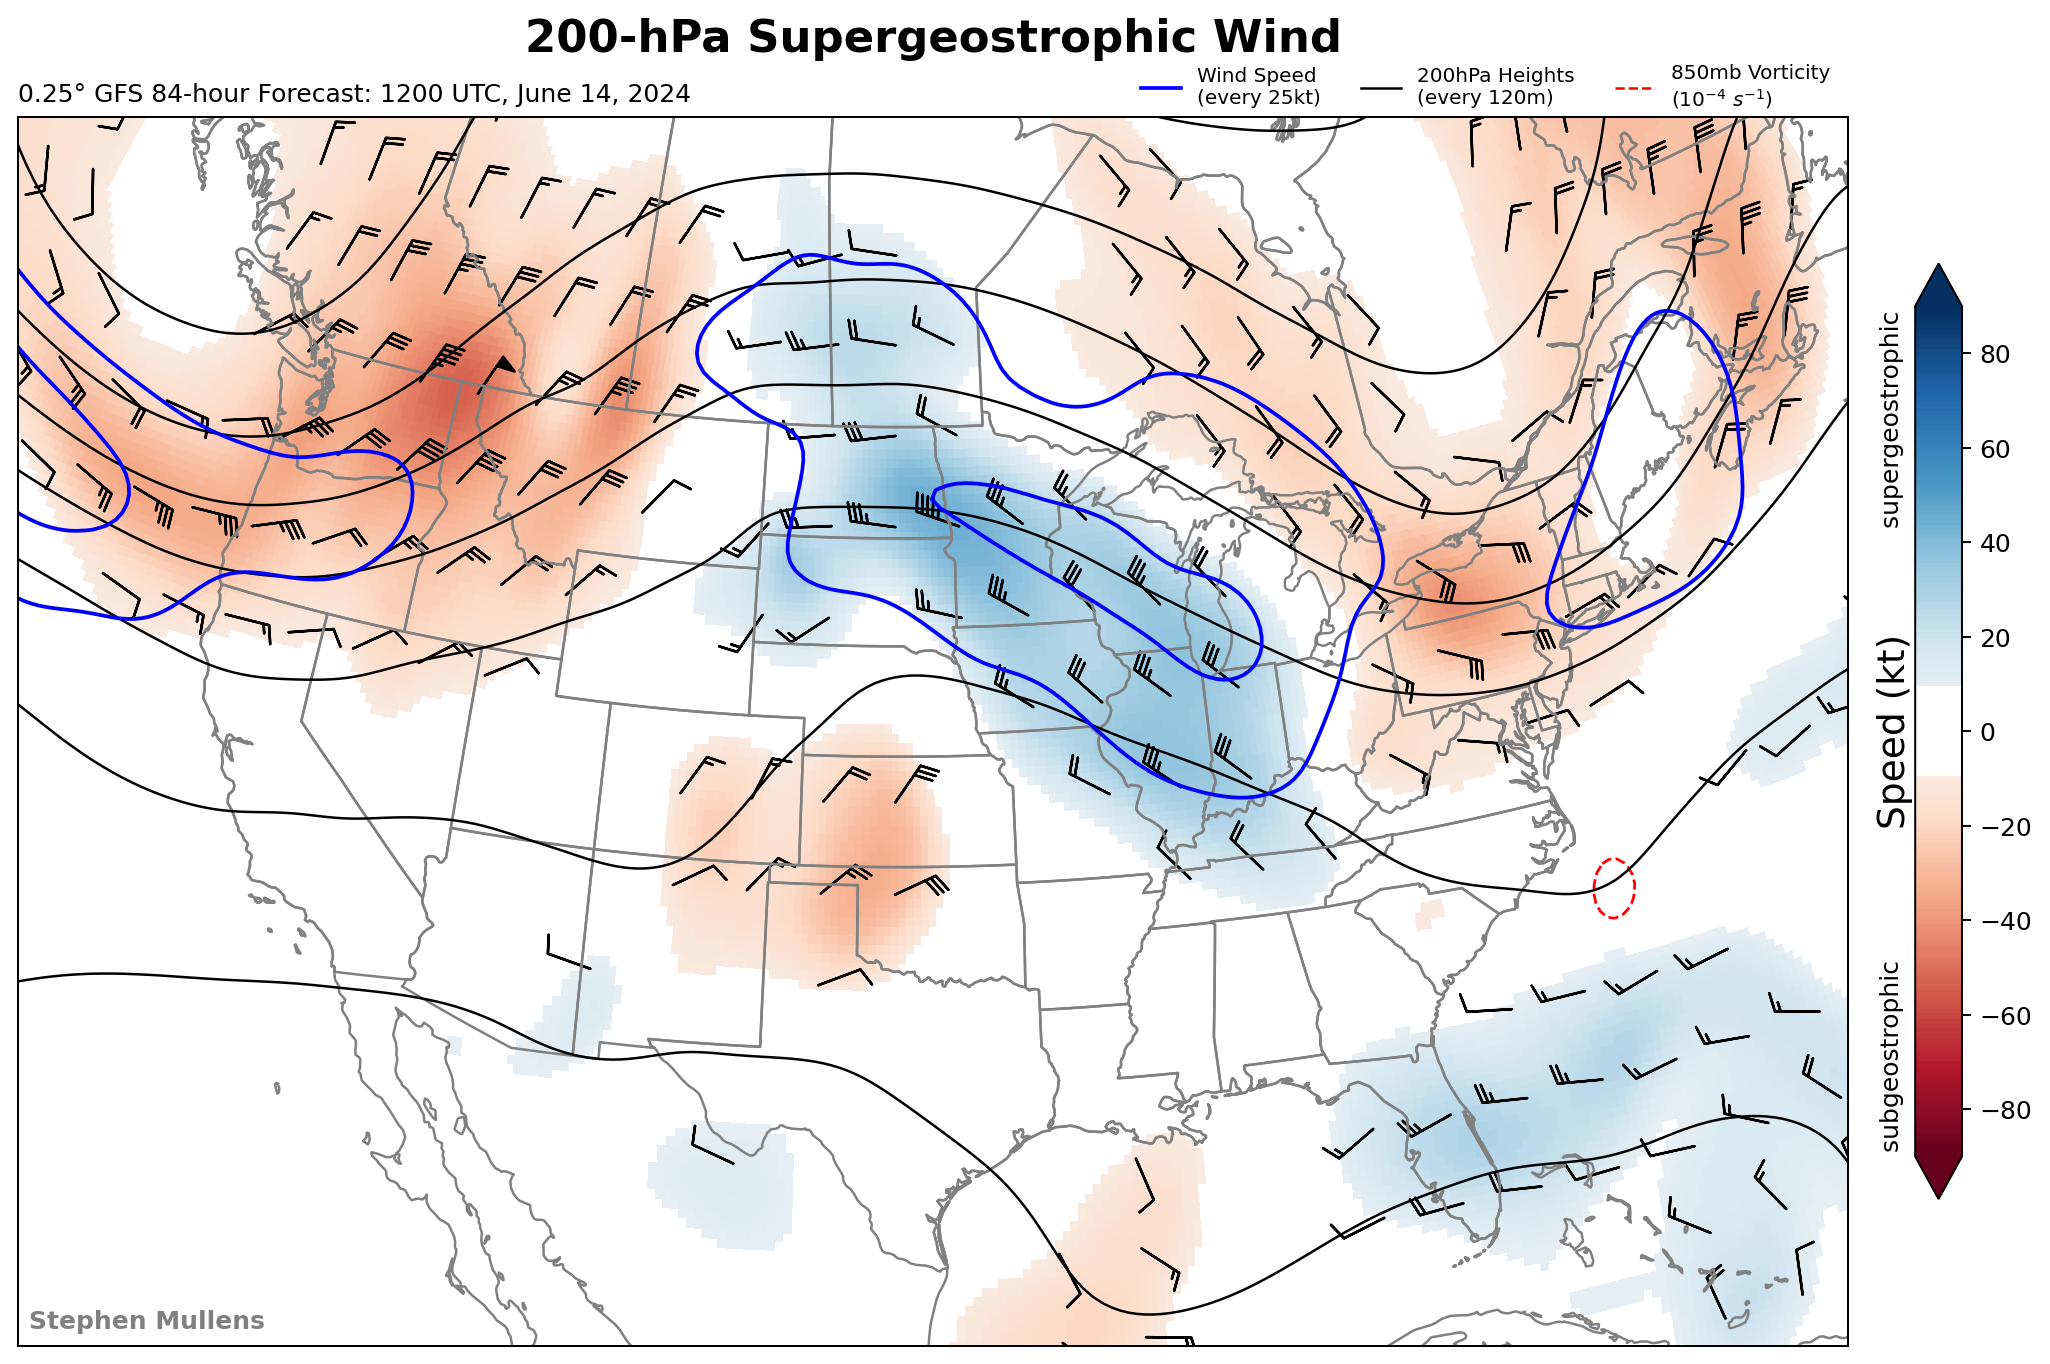 200-hPa Supergeostrophic Wind
0.25° GFS 84-hour Forecast: 1200 UTC, June 14, 2024
Wind Speed
(every 25kt)
200hPa Heights
(every 120m)
850mb Vorticity
(10⁻⁴ s⁻¹)
supergeostrophic
Speed (kt)
subgeostrophic
80
60
40
20
0
−20
−40
−60
−80
Stephen Mullens